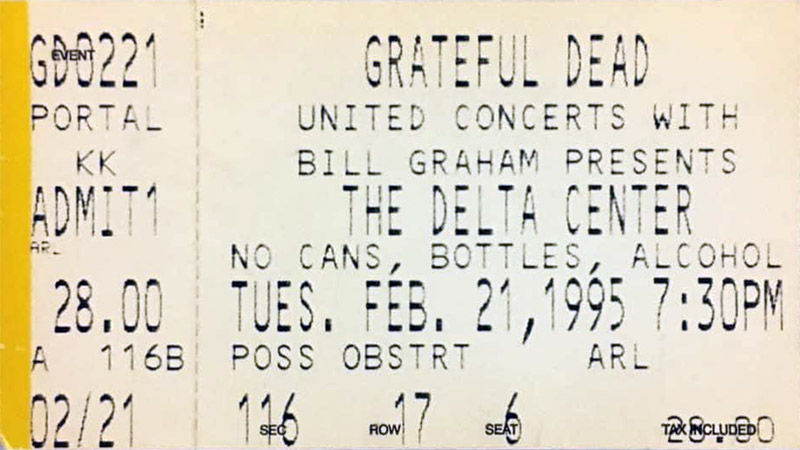 GD0221
EVENT
PORTAL
KK
ADMIT1
ARL
28.00
A 116B
02/21
GRATEFUL DEAD
UNITED CONCERTS WITH
BILL GRAHAM PRESENTS
THE DELTA CENTER
NO CANS, BOTTLES, ALCOHOL
TUES. FEB. 21,1995 7:30PM
POSS OBSTRT ARL
116 17 6 28.00
SEC ROW SEAT TAX INCLUDED